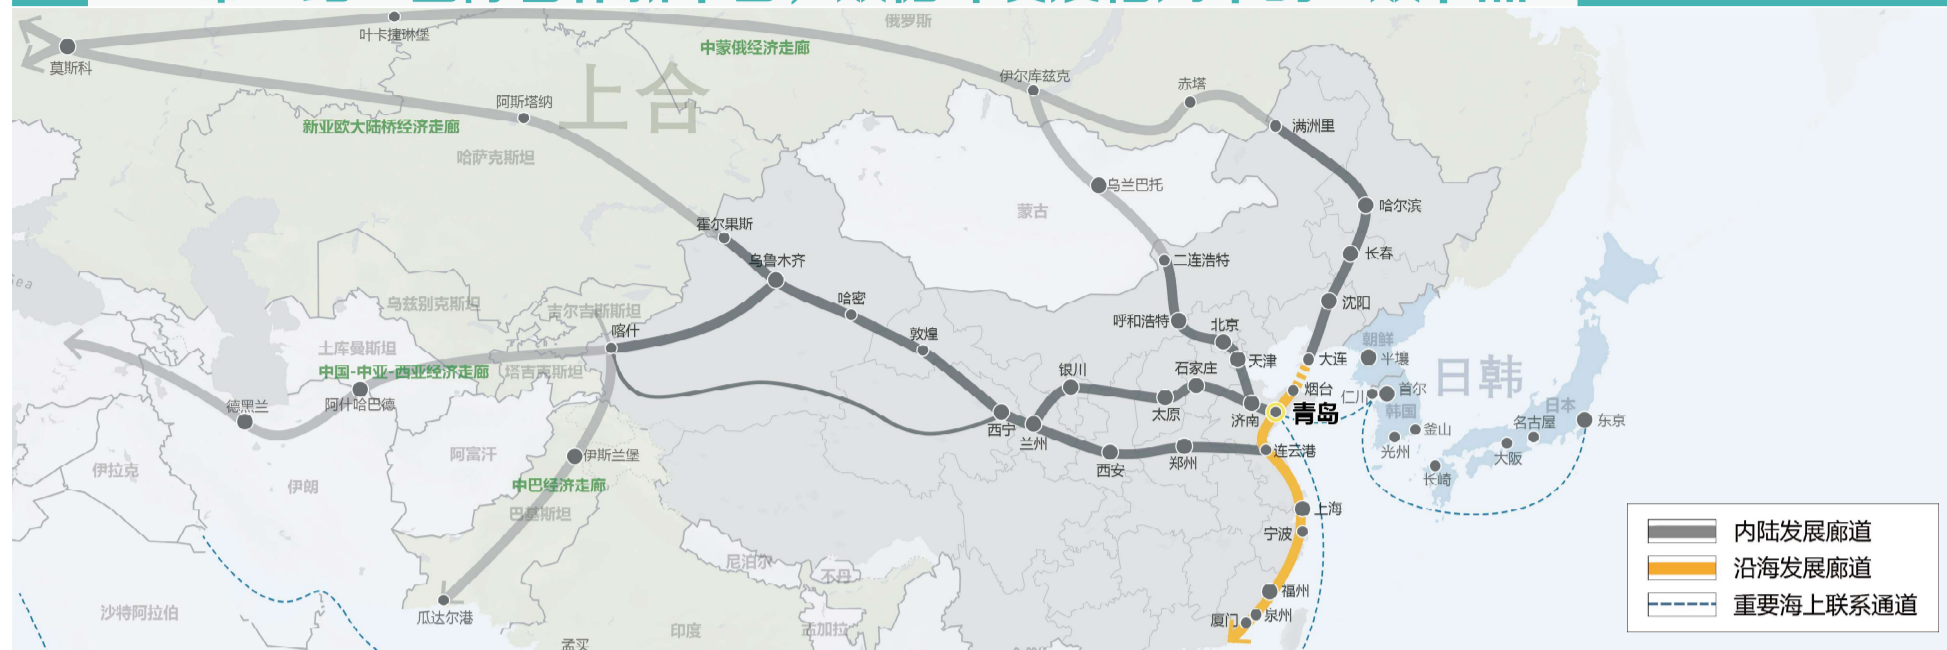 俄罗斯
叶卡捷琳堡
莫斯科
中蒙俄经济走廊
伊尔库兹克
赤塔
上合
阿斯塔纳
新亚欧大陆桥经济走廊
满洲里
哈萨克斯坦
乌兰巴托
蒙古
哈尔滨
霍尔果斯
长春
二连浩特
乌鲁木齐
哈密
乌兹别克斯坦
吉尔吉斯斯坦
沈阳
呼和浩特
北京
喀什
敦煌
朝鲜
土库曼斯坦
天津
大连
平壤
日韩
中国-中亚-西亚经济走廊
塔吉克斯坦
银川
石家庄
烟台
仁川
首尔
德黑兰
阿什哈巴德
太原
济南
青岛
韩国
日本
西宁
兰州
釜山
名古屋
东京
伊拉克
阿富汗
伊斯兰堡
西安
郑州
连云港
光州
大阪
伊朗
中巴经济走廊
长崎
巴基斯坦
上海
宁波
内陆发展廊道
尼泊尔
不丹
沿海发展廊道
福州
沙特阿拉伯
瓜达尔港
印度
孟加拉
厦门
泉州
重要海上联系通道
孟买